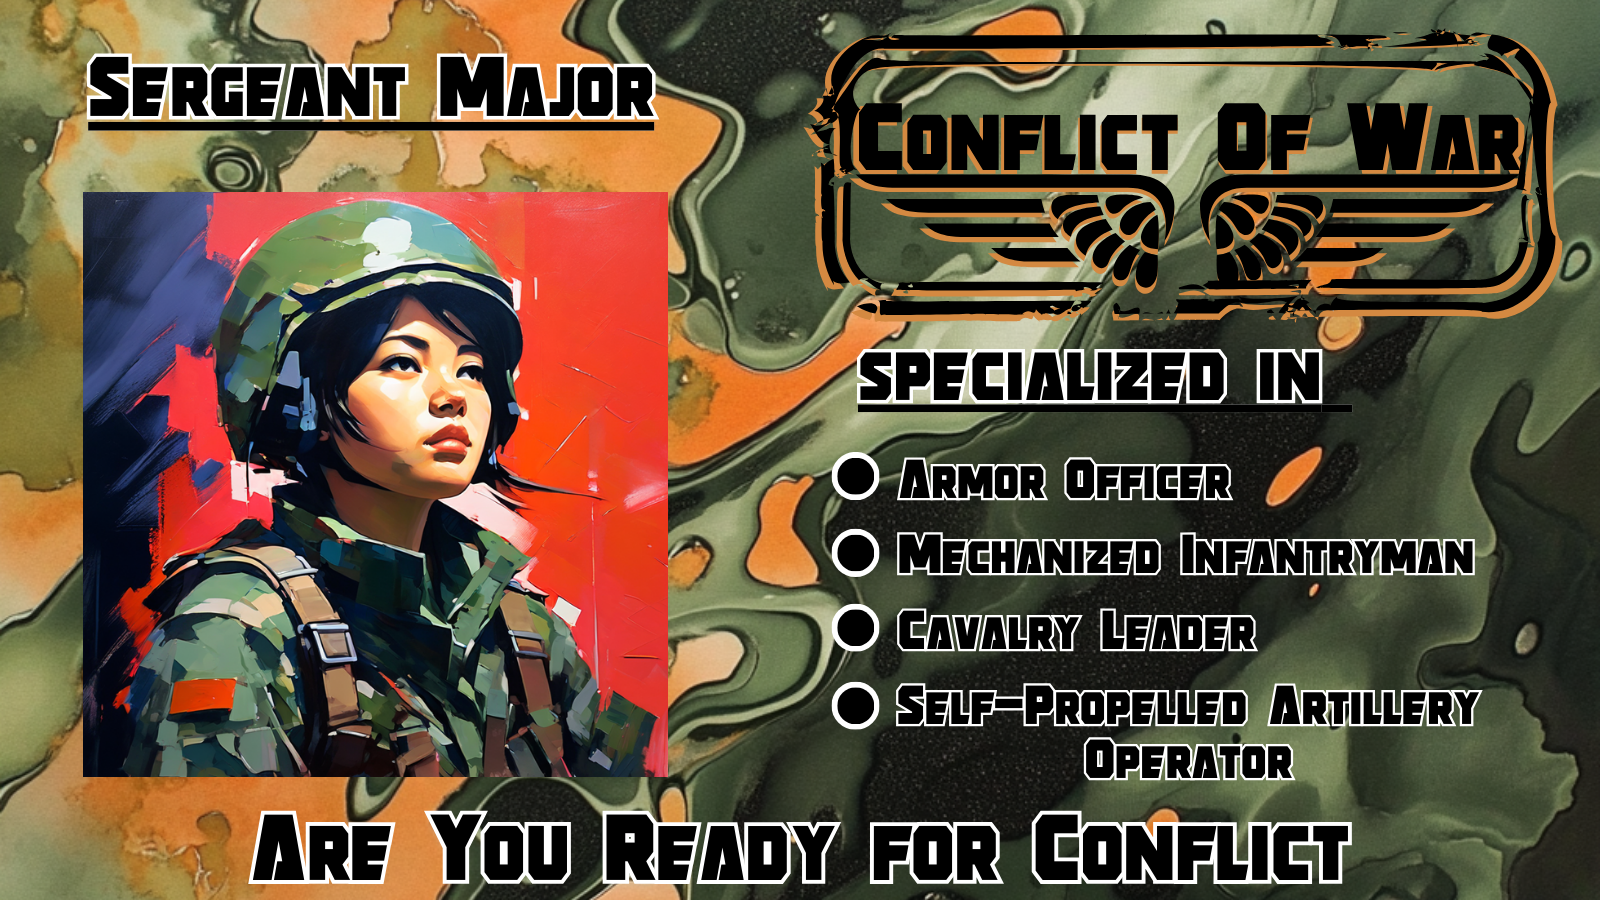 Sergeant Major
Conflict Of War
SPECIALIZED IN
Armor Officer
Mechanized Infantryman
Cavalry Leader
Self-Propelled Artillery
Operator
Are You Ready for Conflict